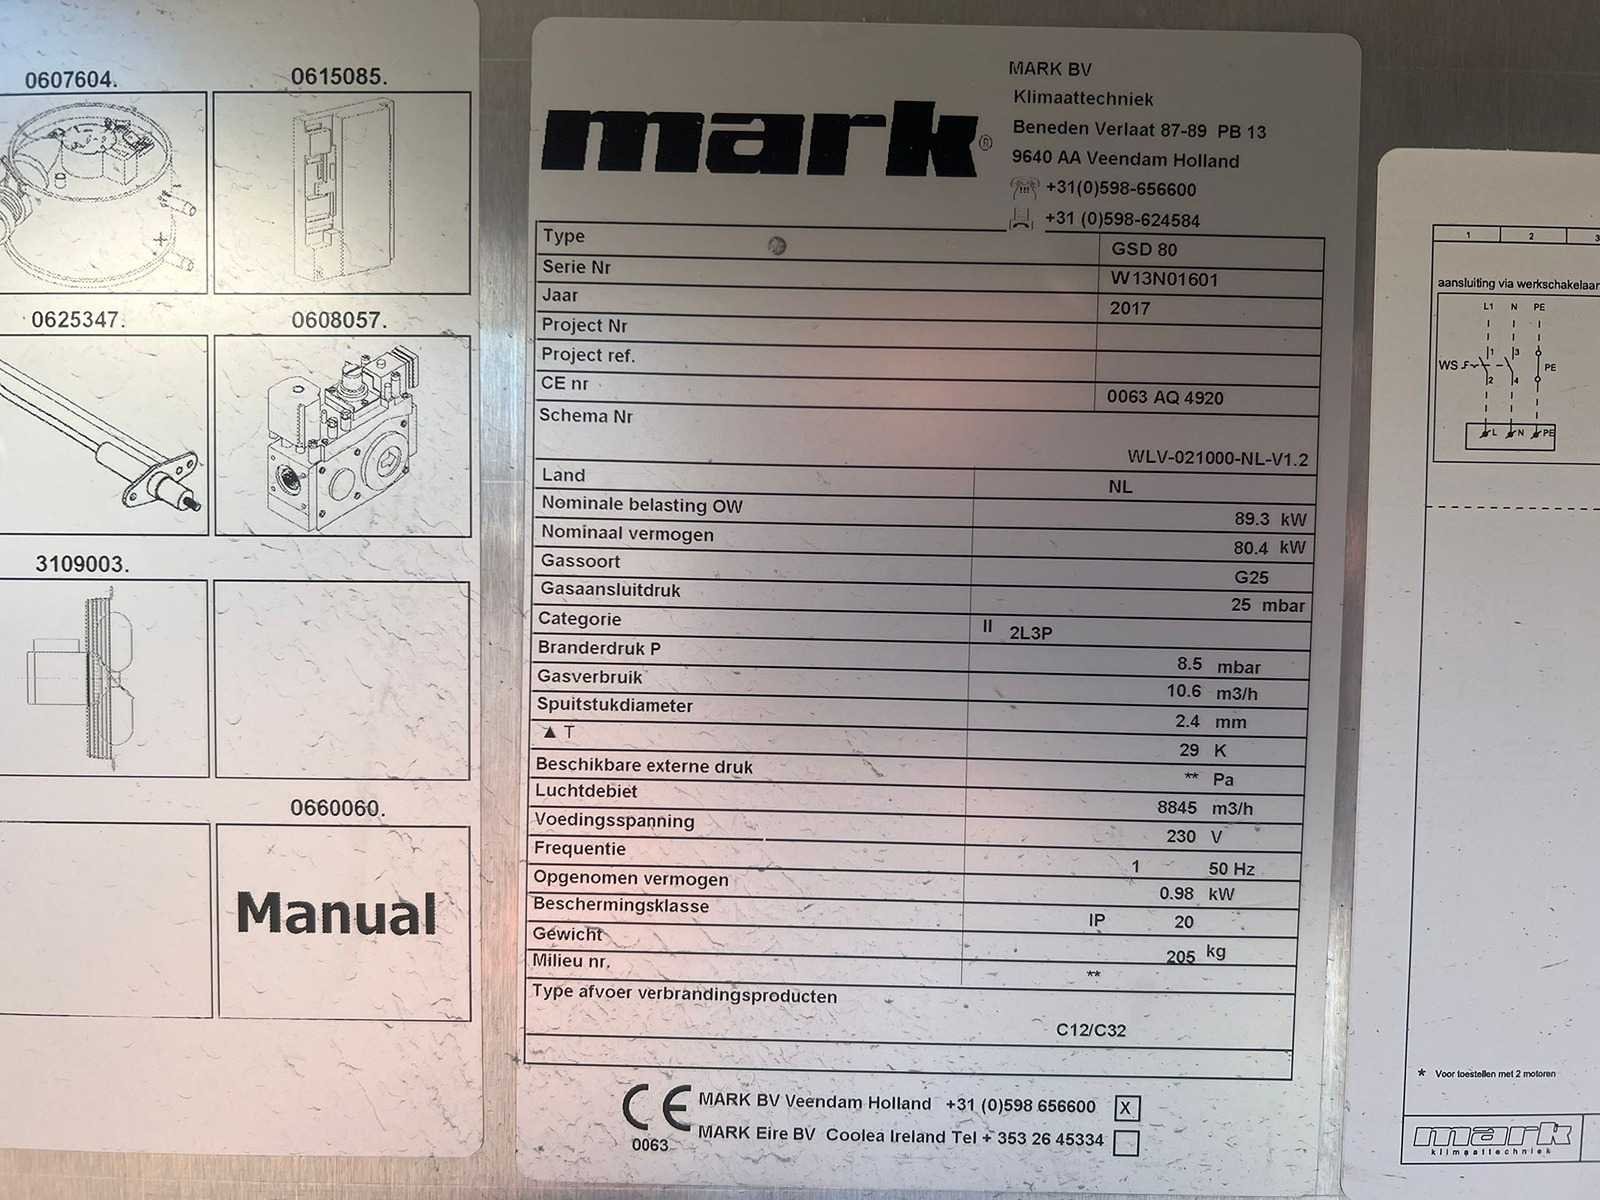 0607604.
0615085.
0625347.
0608057.
3109003.
0660060.
Manual
mark®
MARK BV
Klimaattechniek
Beneden Verlaat 87-89 PB 13
9640 AA Veendam Holland
+31(0)598-656600
+31 (0)598-624584
Type GSD 80
Serie Nr W13N01601
Jaar 2017
Project Nr
Project ref.
CE nr 0063 AQ 4920
Schema Nr
WLV-021000-NL-V1.2
Land NL
Nominale belasting OW 89.3 kW
Nominaal vermogen 80.4 kW
Gassoort G25
Gasaansluitdruk 25 mbar
Categorie II 2L3P
Branderdruk P 8.5 mbar
Gasverbruik 10.6 m3/h
Spuitstukdiameter 2.4 mm
▲ T 29 K
Beschikbare externe druk ** Pa
Luchtdebiet 8845 m3/h
Voedingsspanning 230 V
Frequentie 1 50 Hz
Opgenomen vermogen 0.98 kW
Beschermingsklasse IP 20
Gewicht 205 kg
Milieu nr. **
Type afvoer verbrandingsproducten
C12/C32
CE 0063
MARK BV Veendam Holland +31 (0)598 656600 X
MARK Eire BV Coolea Ireland Tel + 353 26 45334
1 2 3
aansluiting via werkschakelaar
L1 N PE
WS 1 3 PE
2 4
L N PE
* Voor toestellen met 2 motoren
mark
klimaattechniek